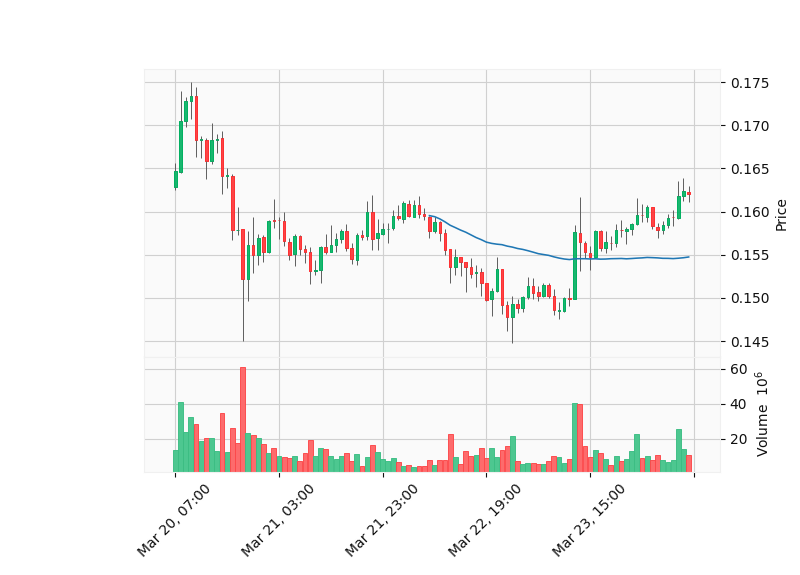 0.175
0.170
0.165
0.160
0.155
0.150
0.145
Price
60
40
20
Volume 10⁶
Mar 20, 07:00
Mar 21, 03:00
Mar 21, 23:00
Mar 22, 19:00
Mar 23, 15:00